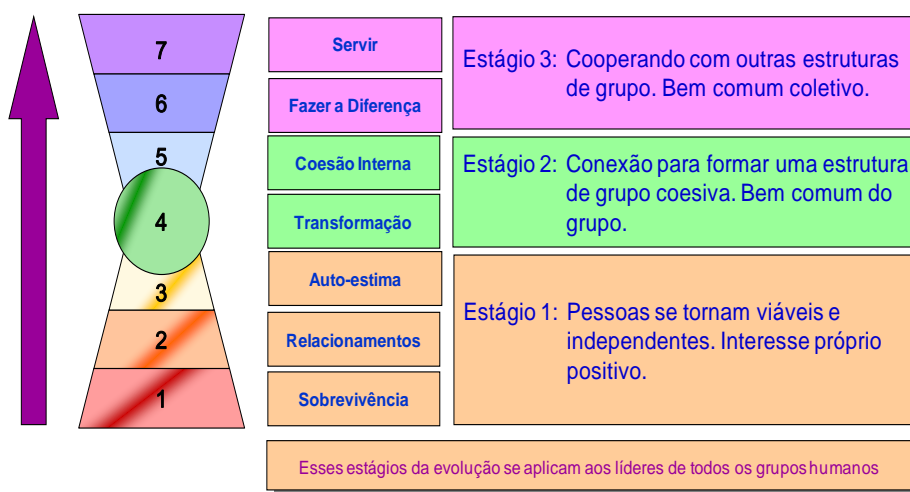 7
Servir
Estágio 3: Cooperando com outras estruturas
de grupo. Bem comum coletivo.
6
Fazer a Diferença
5
Coesão Interna
Estágio 2: Conexão para formar uma estrutura
de grupo coesiva. Bem comum do
grupo.
4
Transformação
3
Auto-estima
Estágio 1: Pessoas se tornam viáveis e
independentes. Interesse próprio
positivo.
2
Relacionamentos
1
Sobrevivência
Esses estágios da evolução se aplicam aos líderes de todos os grupos humanos